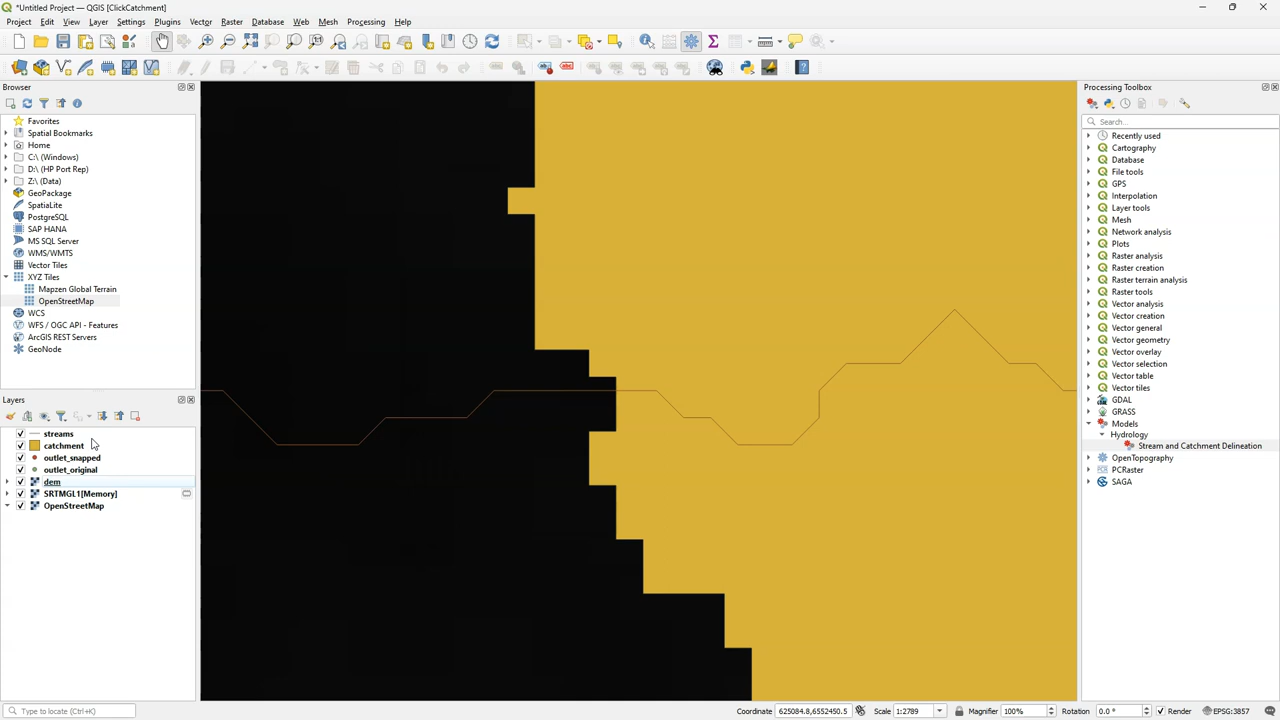 *Untitled Project — QGIS [ClickCatchment]
Project Edit View Layer Settings Plugins Vector Raster Database Web Mesh Processing Help
Browser
Favorites
Spatial Bookmarks
Home
C:\ (Windows)
D:\ (HP Port Rep)
Z:\ (Data)
GeoPackage
SpatiaLite
PostgreSQL
SAP HANA
MS SQL Server
WMS/WMTS
Vector Tiles
XYZ Tiles
Mapzen Global Terrain
OpenStreetMap
WCS
WFS / OGC API - Features
ArcGIS REST Servers
GeoNode
Layers
streams
catchment
outlet_snapped
outlet_original
dem
SRTMGL1[Memory]
OpenStreetMap
Processing Toolbox
Search...
Recently used
Cartography
Database
File tools
GPS
Interpolation
Layer tools
Mesh
Network analysis
Plots
Raster analysis
Raster creation
Raster terrain analysis
Raster tools
Vector analysis
Vector creation
Vector general
Vector geometry
Vector overlay
Vector selection
Vector table
Vector tiles
GDAL
GRASS
Models
Hydrology
Stream and Catchment Delineation
OpenTopography
PCRaster
SAGA
Type to locate (Ctrl+K)
Coordinate 625084.8,6552450.5 Scale 1:2789 Magnifier 100% Rotation 0.0 ° Render EPSG:3857